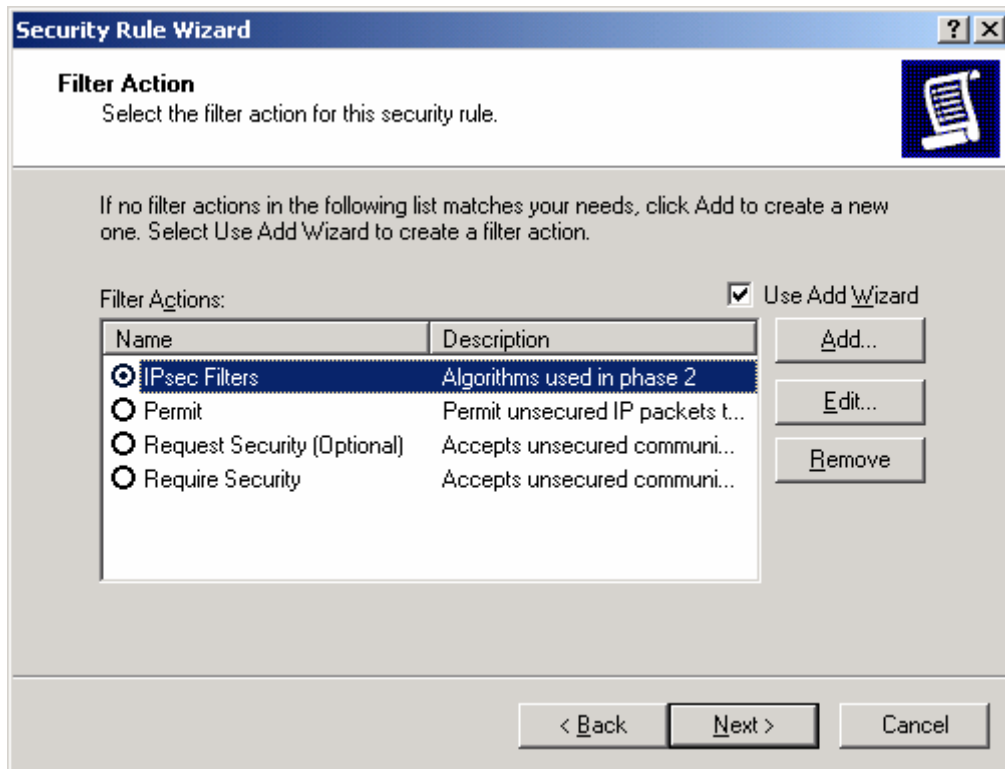 Security Rule Wizard
Filter Action
Select the filter action for this security rule.
If no filter actions in the following list matches your needs, click Add to create a new
one. Select Use Add Wizard to create a filter action.
Filter Actions:
Use Add Wizard
Name Description
IPsec Filters Algorithms used in phase 2
Permit Permit unsecured IP packets t...
Request Security (Optional) Accepts unsecured communi...
Require Security Accepts unsecured communi...
Add...
Edit...
Remove
< Back Next > Cancel